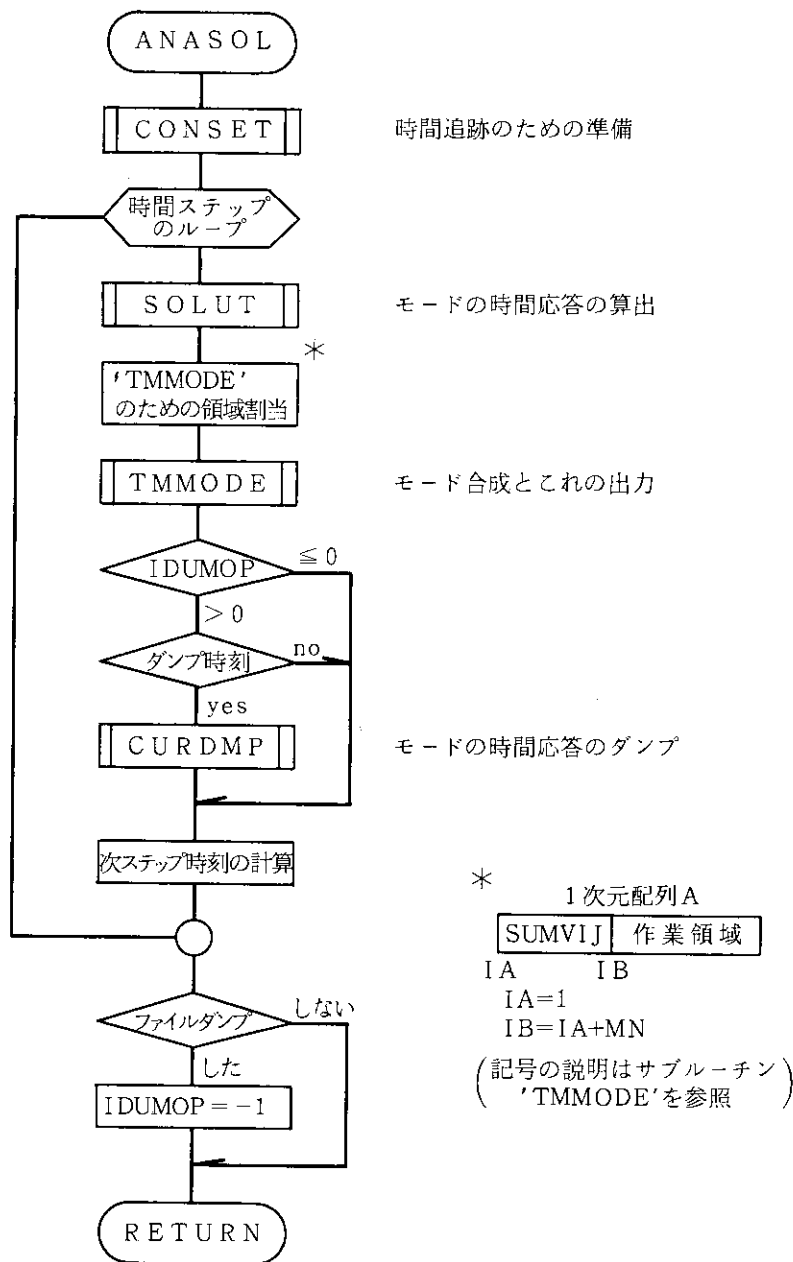 ANASOL
CONSET 時間追跡のための準備
時間ステップ
のループ
SOLUT モードの時間応答の算出
*
'TMMODE'
のための領域割当
TMMODE モード合成とこれの出力
IDUMOP ≦0
>0
ダンプ時刻 no
yes
CURDMP モードの時間応答のダンプ
次ステップ時刻の計算
*
1次元配列A
SUMVIJ 作業領域
IA IB
IA=1
IB=IA+MN
(記号の説明はサブルーチン
'TMMODE'を参照)
ファイルダンプ しない
した
IDUMOP=-1
RETURN